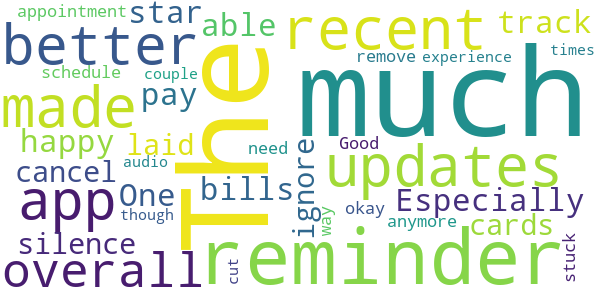 appointment
star
able
recent
track
better
The
much
remove
experience
times
schedule
couple
made
pay
happy
laid
need
Good
ignore
updates
cancel
audio
app
One
bills
Especially
though
way
okay
anymore
cards
silence
reminder
overall
cut
stuck